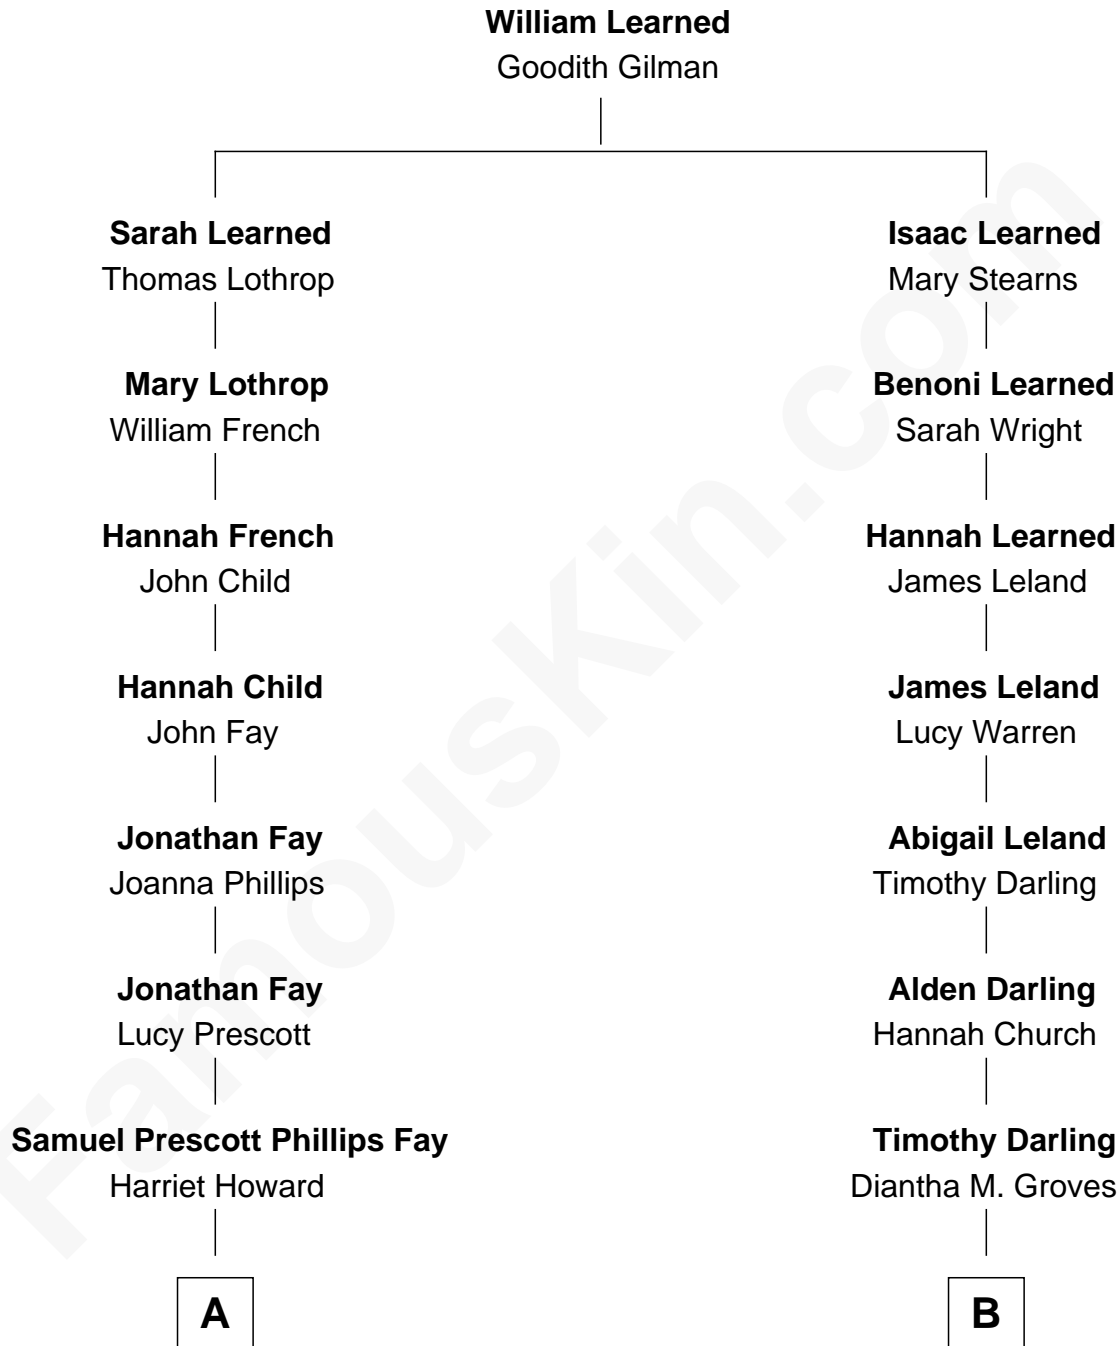 William Learned
Goodith Gilman
Sarah Learned
Thomas Lothrop
Isaac Learned
Mary Stearns
Mary Lothrop
William French
Benoni Learned
Sarah Wright
Hannah French
John Child
Hannah Learned
James Leland
Hannah Child
John Fay
James Leland
Lucy Warren
Jonathan Fay
Joanna Phillips
Abigail Leland
Timothy Darling
Jonathan Fay
Lucy Prescott
Alden Darling
Hannah Church
Samuel Prescott Phillips Fay
Harriet Howard
Timothy Darling
Diantha M. Groves
A
B
FamousKin.com